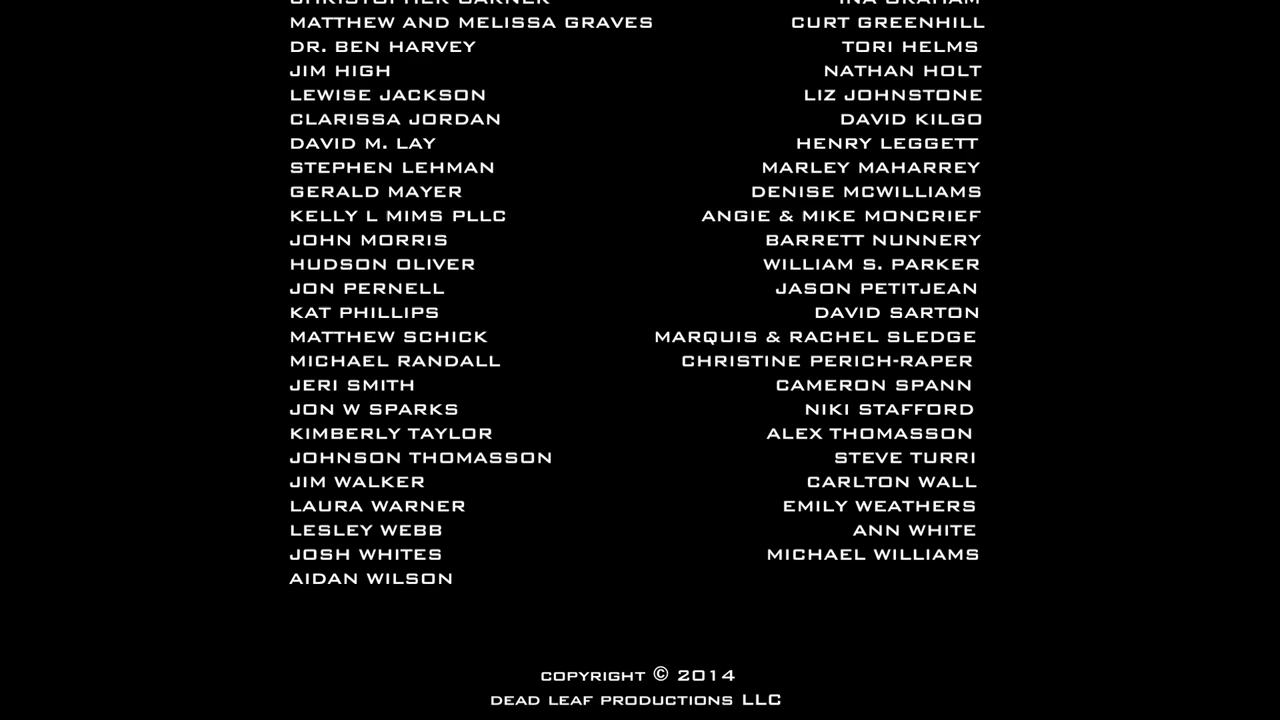 CHRISTOPHER GARNER INA GRAHAM
MATTHEW AND MELISSA GRAVES CURT GREENHILL
DR. BEN HARVEY TORI HELMS
JIM HIGH NATHAN HOLT
LEWISE JACKSON LIZ JOHNSTONE
CLARISSA JORDAN DAVID KILGO
DAVID M. LAY HENRY LEGGETT
STEPHEN LEHMAN MARLEY MAHARREY
GERALD MAYER DENISE MCWILLIAMS
KELLY L MIMS PLLC ANGIE & MIKE MONCRIEF
JOHN MORRIS BARRETT NUNNERY
HUDSON OLIVER WILLIAM S. PARKER
JON PERNELL JASON PETITJEAN
KAT PHILLIPS DAVID SARTON
MATTHEW SCHICK MARQUIS & RACHEL SLEDGE
MICHAEL RANDALL CHRISTINE PERICH-RAPER
JERI SMITH CAMERON SPANN
JON W SPARKS NIKI STAFFORD
KIMBERLY TAYLOR ALEX THOMASSON
JOHNSON THOMASSON STEVE TURRI
JIM WALKER CARLTON WALL
LAURA WARNER EMILY WEATHERS
LESLEY WEBB ANN WHITE
JOSH WHITES MICHAEL WILLIAMS
AIDAN WILSON
COPYRIGHT © 2014
DEAD LEAF PRODUCTIONS LLC